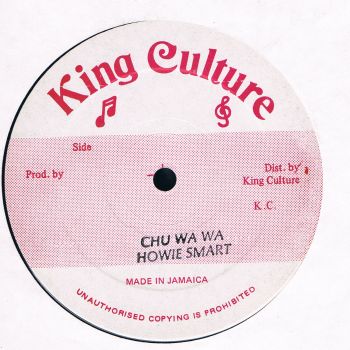 King Culture
Side
Prod. by
Dist. by
King Culture
K.C.
CHU WA WA
HOWIE SMART
MADE IN JAMAICA
UNAUTHORISED COPYING IS PROHIBITED